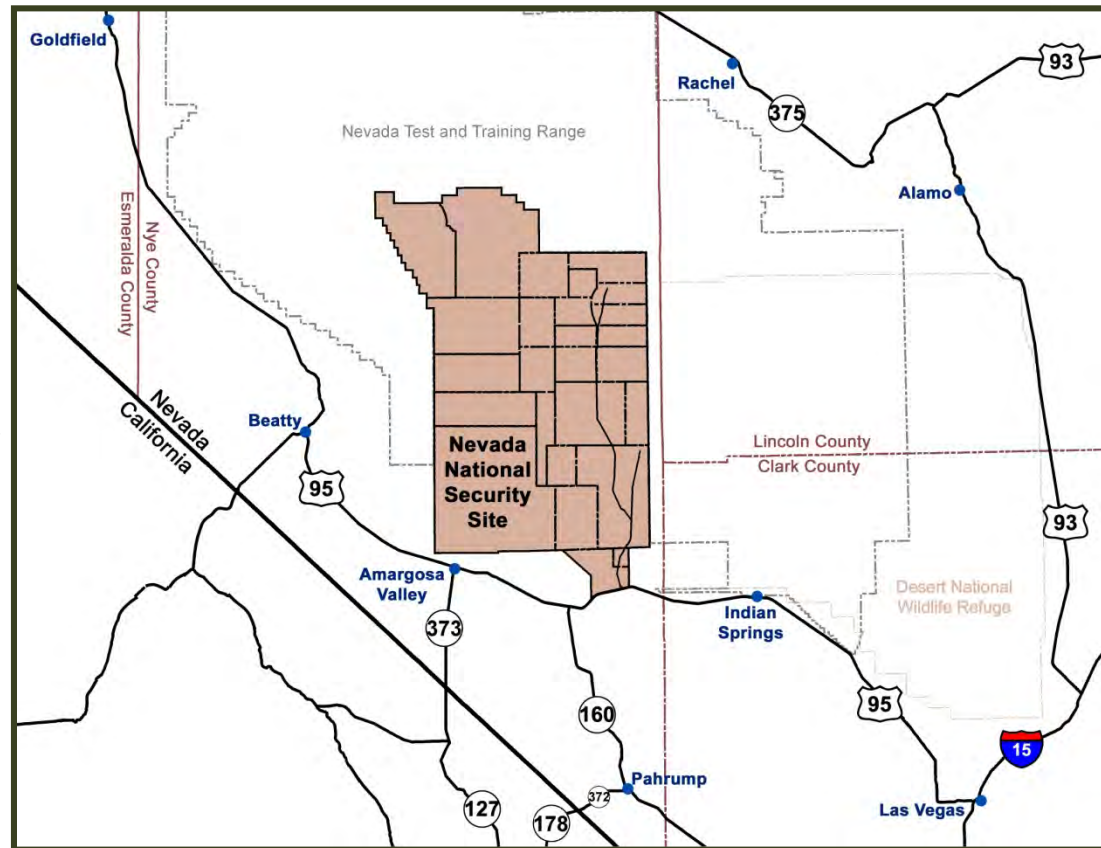 Goldfield
93
Rachel
375
Nevada Test and Training Range
Alamo
Esmeralda County
Nye County
Nevada
California
Beatty
Lincoln County
Clark County
95
Nevada
National
Security
Site
93
Amargosa
Valley
Desert National
Wildlife Refuge
Indian
Springs
373
95
160
15
Pahrump
372
Las Vegas
127
178